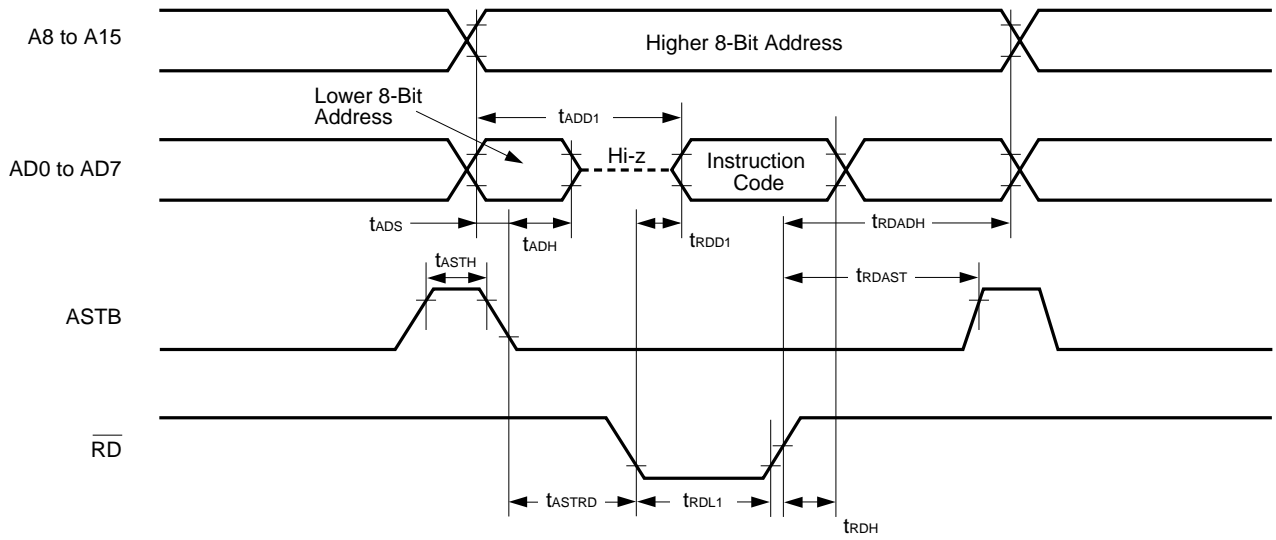 A8 to A15
Higher 8-Bit Address
Lower 8-Bit
Address
tADD1
AD0 to AD7
Hi-z
Instruction
Code
tADS
tADH
tRDD1
tRDADH
tASTH
tRDAST
ASTB
RD
tASTRD
tRDL1
tRDH